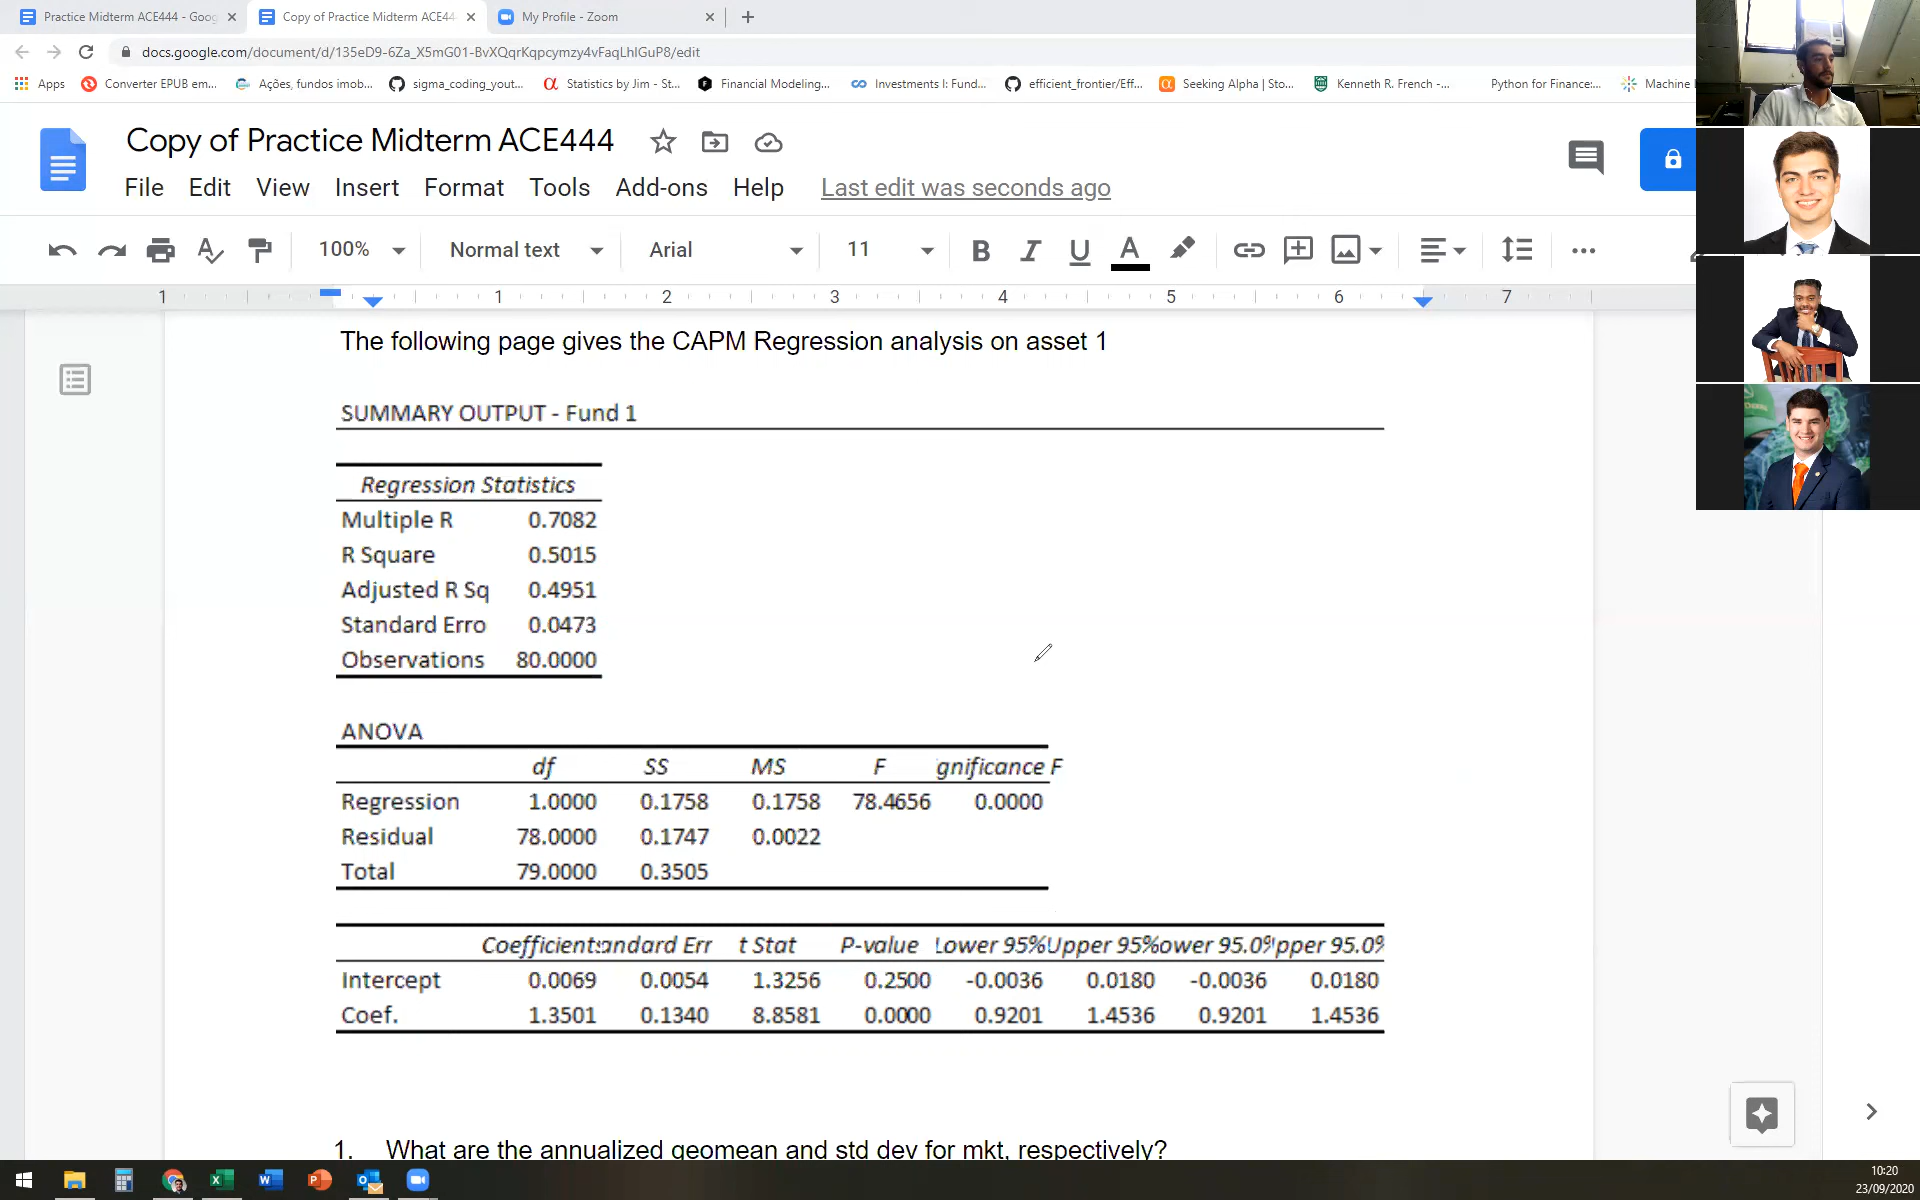 Practice Midterm ACE444 - Goog
Copy of Practice Midterm ACE44
My Profile - Zoom
docs.google.com/document/d/135eD9-6Za_X5mG01-BvXQqrKqpcymzy4vFaqLhlGuP8/edit
Apps Converter EPUB em... Ações, fundos imob... sigma_coding_yout... Statistics by Jim - St... Financial Modeling... Investments I: Fund... efficient_frontier/Eff... Seeking Alpha | Sto... Kenneth R. French -... Python for Finance:... Machine
Copy of Practice Midterm ACE444
File Edit View Insert Format Tools Add-ons Help Last edit was seconds ago
100% Normal text Arial 11 B I U A
1 1 2 3 4 5 6 7
The following page gives the CAPM Regression analysis on asset 1
SUMMARY OUTPUT - Fund 1
Regression Statistics
Multiple R 0.7082
R Square 0.5015
Adjusted R Sq 0.4951
Standard Erro 0.0473
Observations 80.0000
ANOVA
df SS MS F gnificance F
Regression 1.0000 0.1758 0.1758 78.4656 0.0000
Residual 78.0000 0.1747 0.0022
Total 79.0000 0.3505
Coefficients andard Err t Stat P-value Lower 95% Upper 95% ower 95.0% pper 95.0%
Intercept 0.0069 0.0054 1.3256 0.2500 -0.0036 0.0180 -0.0036 0.0180
Coef. 1.3501 0.1340 8.8581 0.0000 0.9201 1.4536 0.9201 1.4536
1. What are the annualized geomean and std dev for mkt, respectively?
10:20
23/09/2020